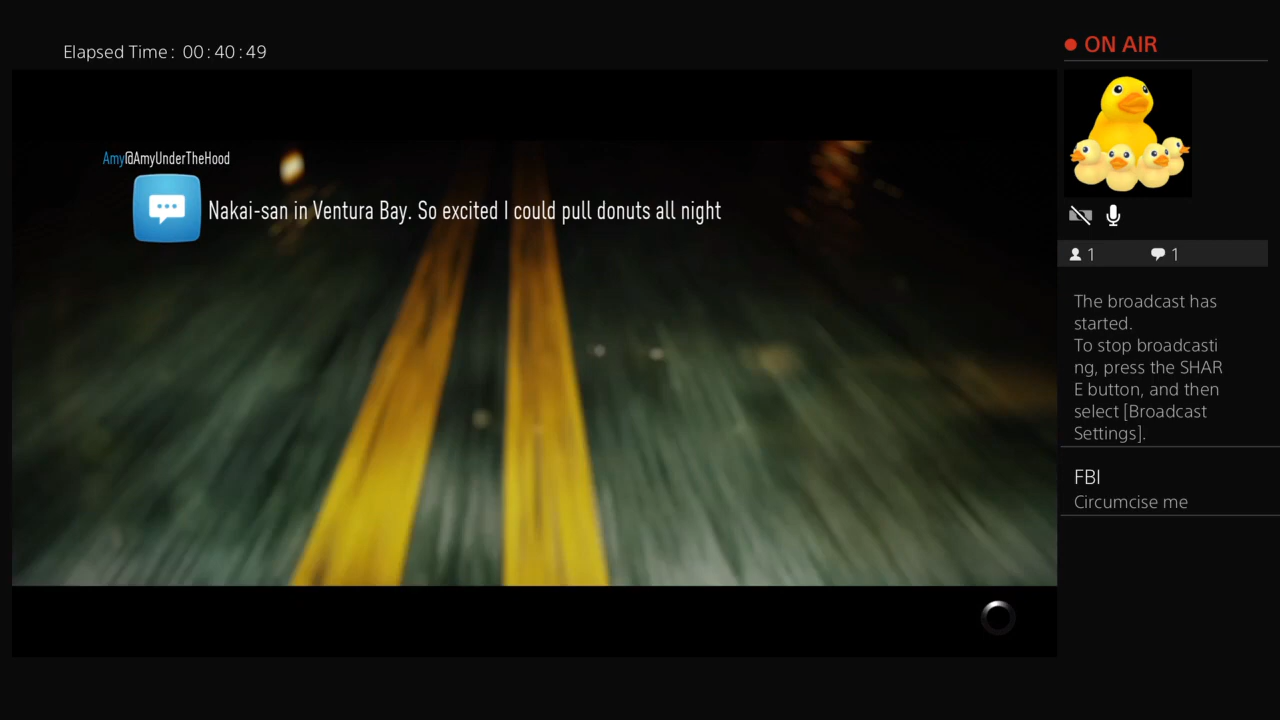 Elapsed Time: 00:40:49
ON AIR
Amy@AmyUnderTheHood
Nakai-san in Ventura Bay. So excited I could pull donuts all night
1 1
The broadcast has
started.
To stop broadcasti
ng, press the SHAR
E button, and then
select [Broadcast
Settings].
FBI
Circumcise me